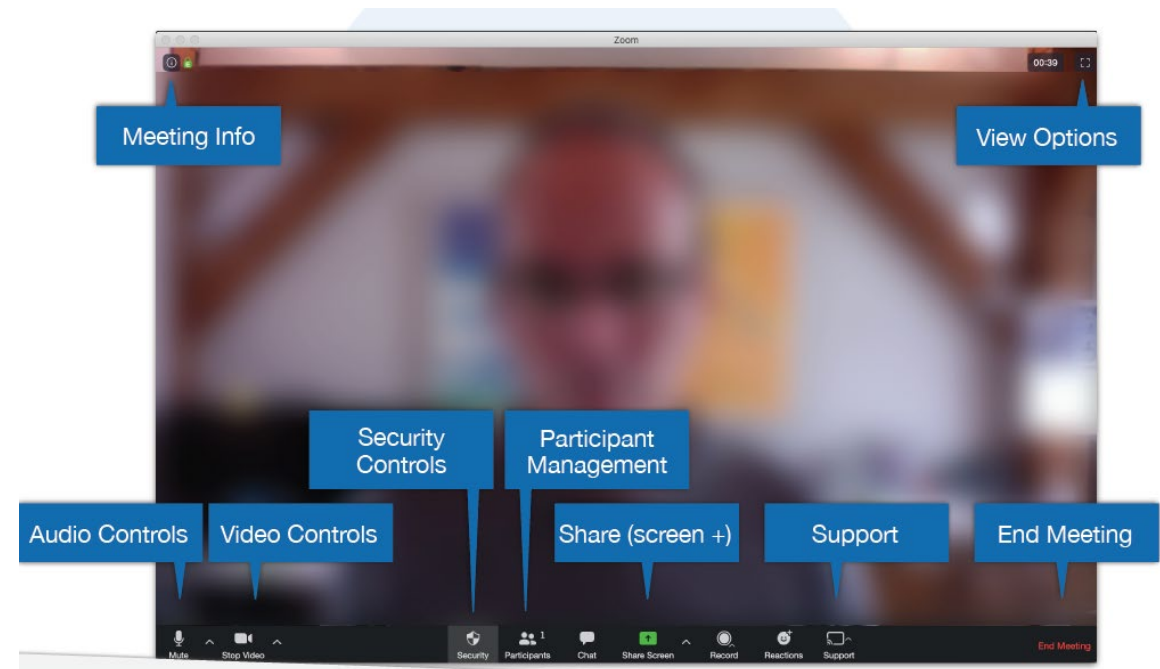 Zoom
00:39
Meeting Info
View Options
Security
Controls
Participant
Management
Audio Controls
Video Controls
Share (screen +)
Support
End Meeting
1
Mute
Stop Video
Security
Participants
Chat
Share Screen
Record
Reactions
Support
End Meeting